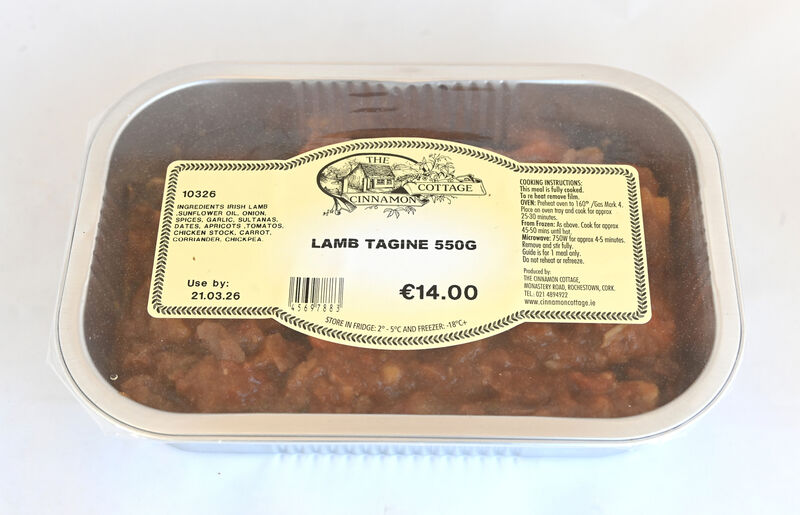 THE
COTTAGE
CINNAMON
10326
INGREDIENTS IRISH LAMB
,SUNFLOWER OIL, ONION,
SPICES, GARLIC, SULTANAS,
DATES, APRICOTS ,TOMATOS,
CHICKEN STOCK, CARROT,
CORRIANDER, CHICKPEA.
Use by:
21.03.26
LAMB TAGINE 550G
45697883
€14.00
STORE IN FRIDGE: 2° - 5°C AND FREEZER: -18°C+
COOKING INSTRUCTIONS:
This meal is fully cooked.
To re heat remove film.
OVEN: Preheat oven to 160° /Gas Mark 4.
Place on oven tray and cook for approx
25-30 minutes.
From Frozen: As above. Cook for approx
45-50 mins until hot.
Microwave: 750W for approx 4-5 minutes.
Remove and stir fully.
Guide is for 1 meal only.
Do not reheat or refreeze.
Produced by:
THE CINNAMON COTTAGE,
MONASTERY ROAD, ROCHESTOWN, CORK.
TEL: 021 4894922
www.cinnamoncottage.ie